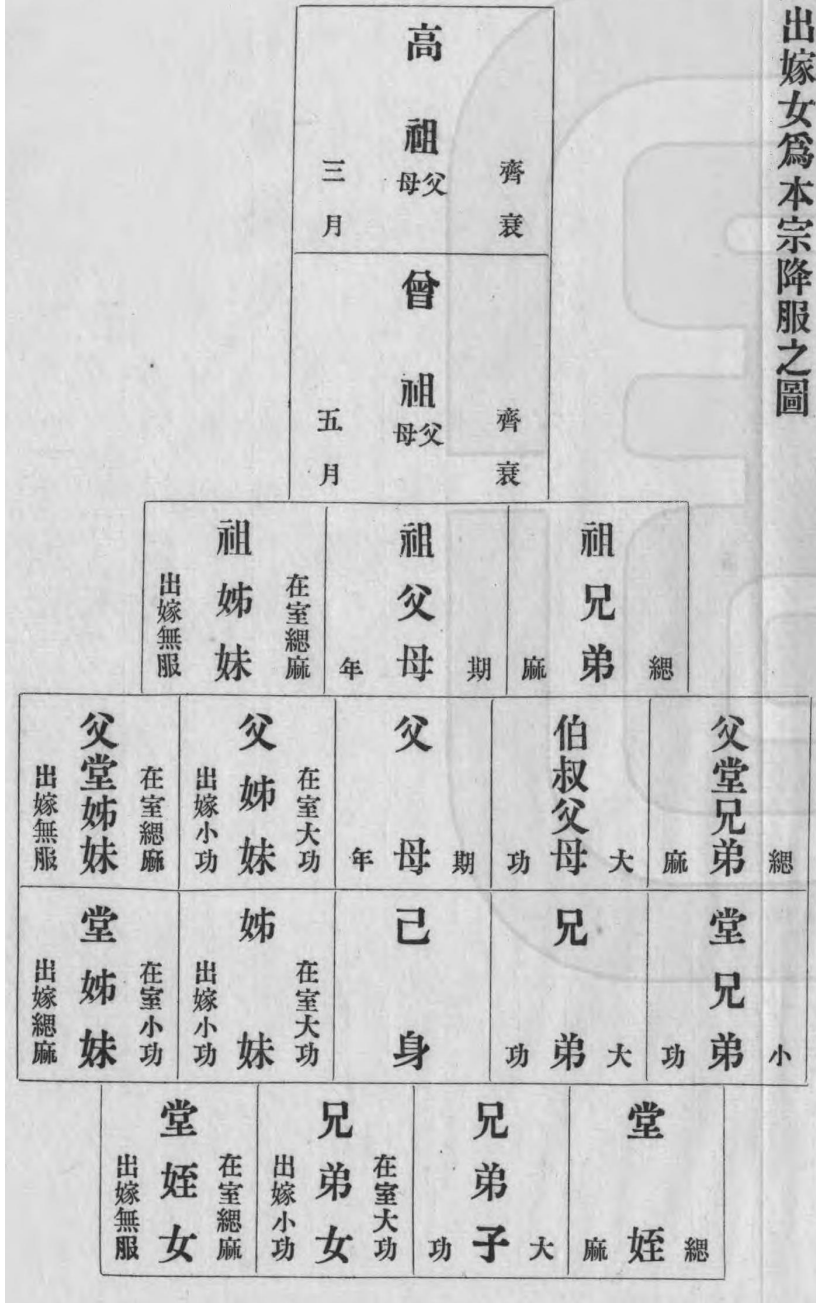 出嫁女爲本宗降服之圖
高祖父母 齊衰三月
曾祖父母 齊衰五月
祖兄弟 緦麻
祖父母 期年
祖姊妹 在室緦麻 出嫁無服
父堂兄弟 緦麻
伯叔父母 大功
父母 期年
父姊妹 在室大功 出嫁小功
父堂姊妹 在室緦麻 出嫁無服
堂兄弟 小功
兄弟 大功
己身
姊妹 在室大功 出嫁小功
堂姊妹 在室小功 出嫁緦麻
堂姪 緦麻
兄弟子 大功
兄弟女 在室大功 出嫁小功
堂姪女 在室緦麻 出嫁無服